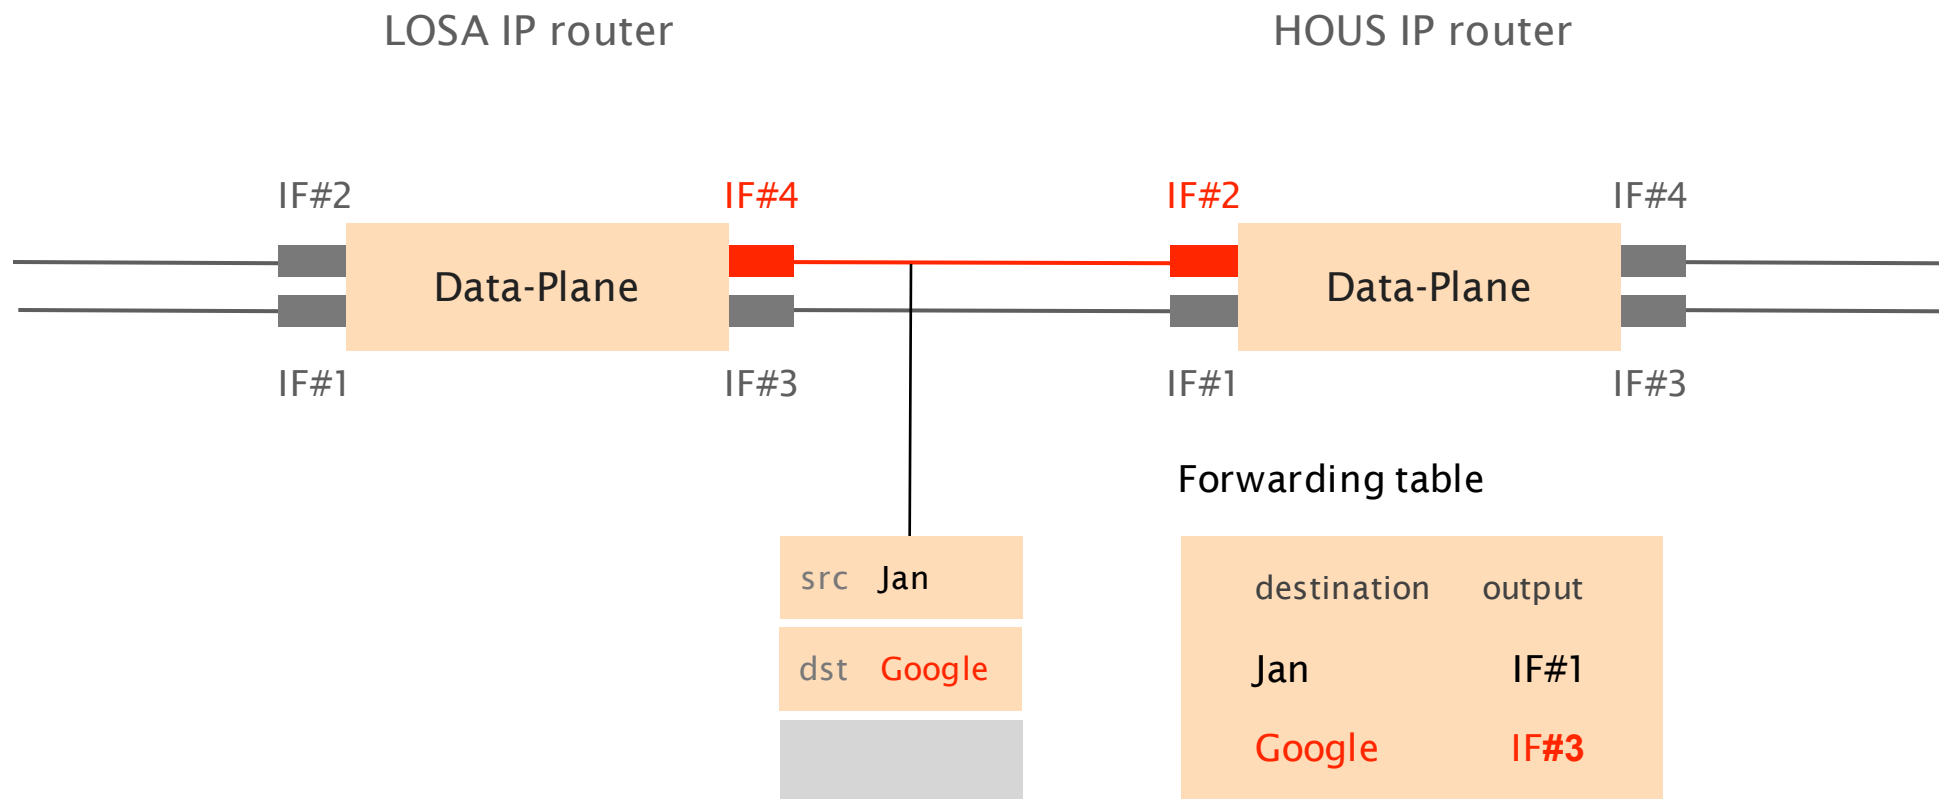 LOSA IP router
HOUS IP router
IF#2
IF#4
IF#2
IF#4
Data-Plane
Data-Plane
IF#1
IF#3
IF#1
IF#3
Forwarding table
src Jan
dst Google
destination output
Jan IF#1
Google IF#3